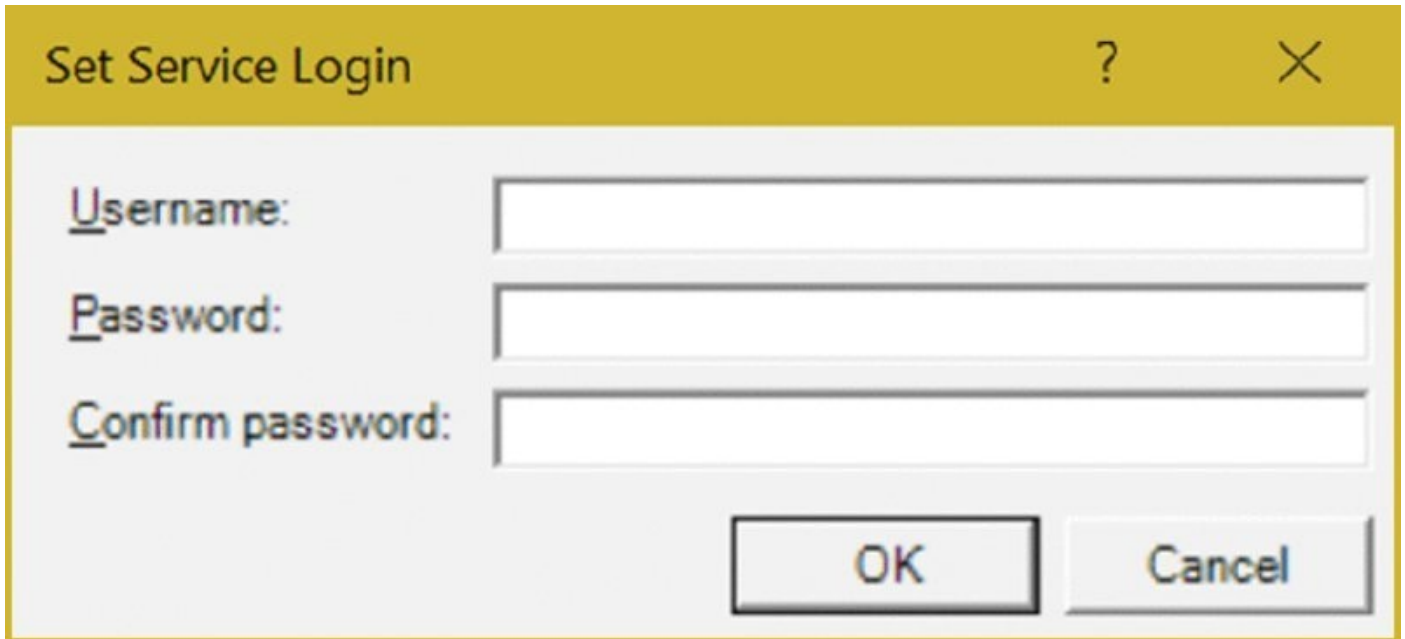 Set Service Login ?
Username:
Password:
Confirm password:
OK Cancel